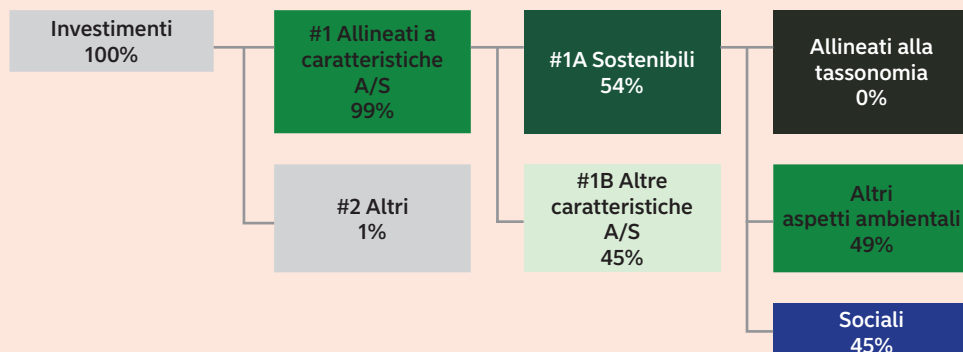 Investimenti
100%
#1 Allineati a
caratteristiche
A/S
99%
#1A Sostenibili
54%
Allineati alla
tassonomia
0%
#2 Altri
1%
#1B Altre
caratteristiche
A/S
45%
Altri
aspetti ambientali
49%
Sociali
45%